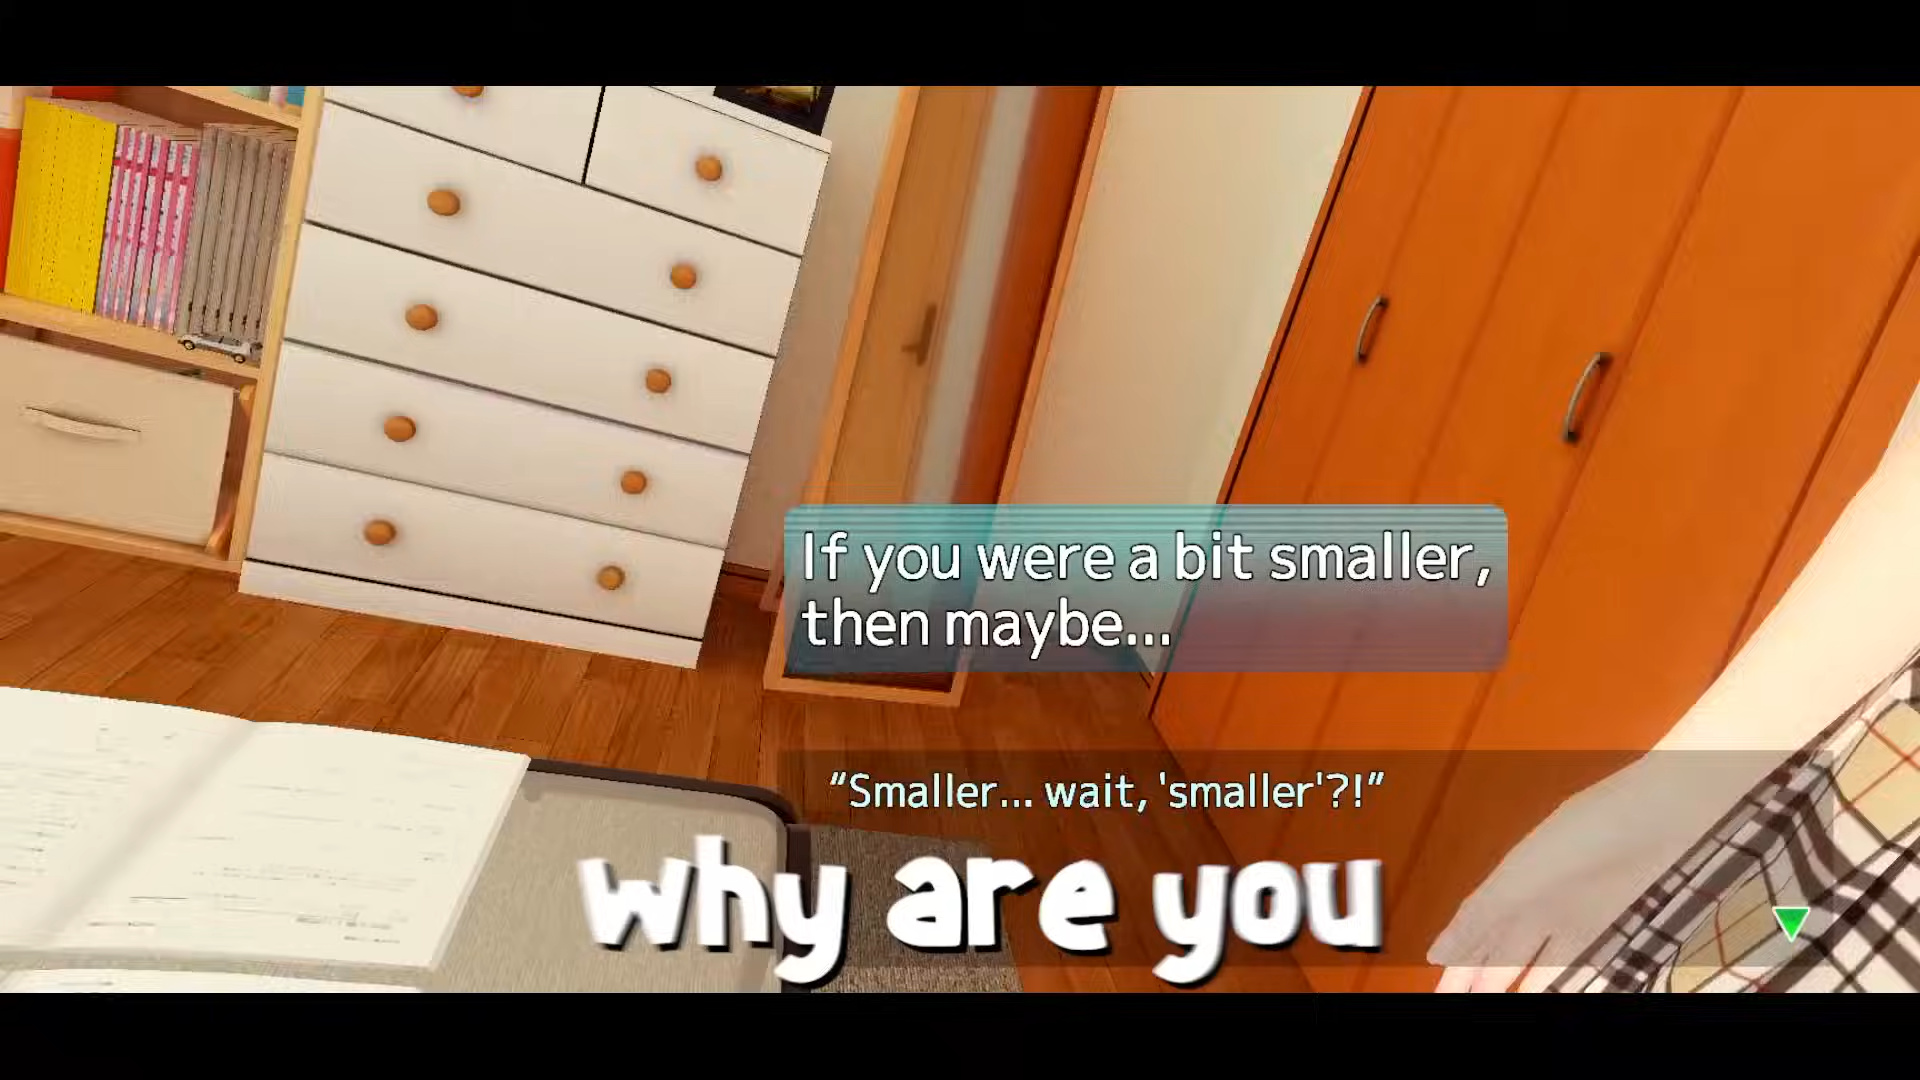 If you were a bit smaller,
then maybe...
“Smaller... wait, 'smaller'?!”
why are you